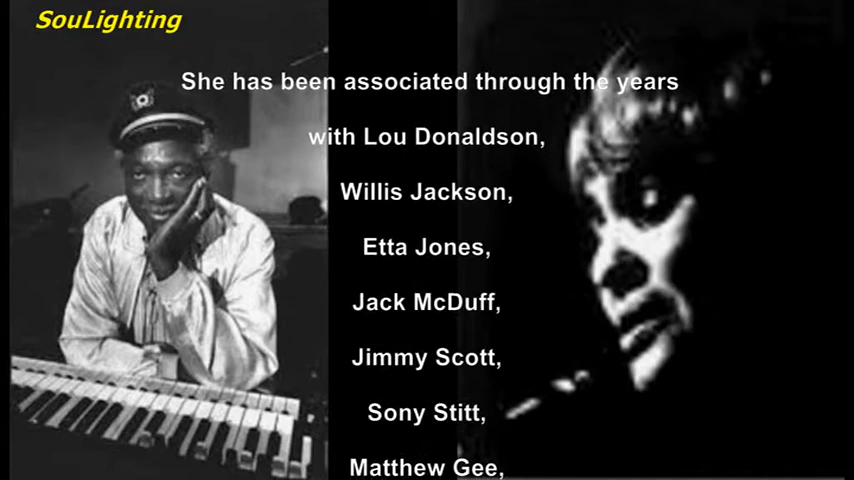 SouLighting
She has been associated through the years
with Lou Donaldson,
Willis Jackson,
Etta Jones,
Jack McDuff,
Jimmy Scott,
Sony Stitt,
Matthew Gee,